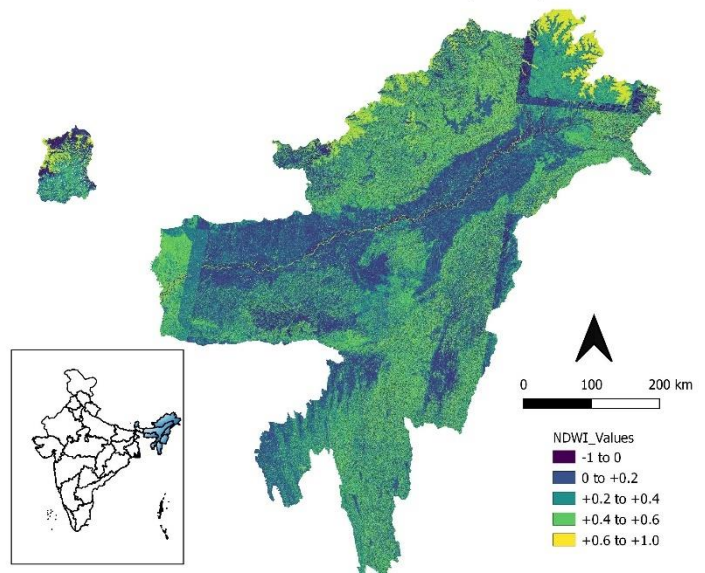 0 100 200 km
NDWI_Values
-1 to 0
0 to +0.2
+0.2 to +0.4
+0.4 to +0.6
+0.6 to +1.0